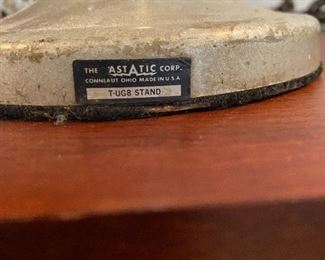 THE ASTATIC CORP.
CONNEAUT, OHIO MADE IN U.S.A.
T-UG8 STAND